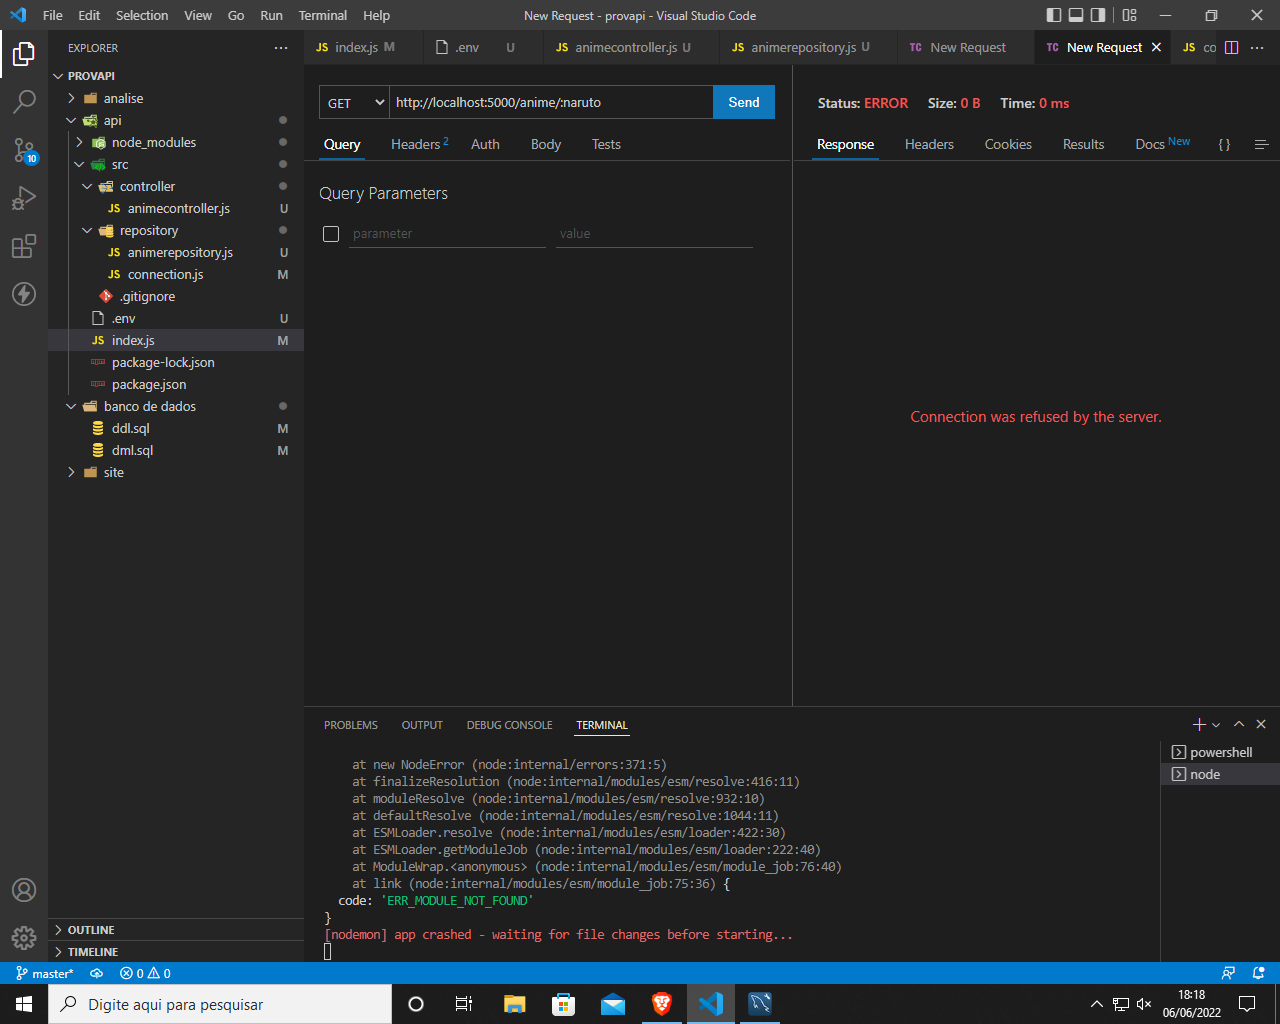 File Edit Selection View Go Run Terminal Help New Request - provapi - Visual Studio Code
EXPLORER
PROVAPI
analise
api
node_modules
src
controller
JS animecontroller.js U
repository
JS animerepository.js U
JS connection.js M
.gitignore
.env U
JS index.js M
package-lock.json
package.json
banco de dados
ddl.sql M
dml.sql M
site
OUTLINE
TIMELINE
10
JS index.js M .env U JS animecontroller.js U JS animerepository.js U TC New Request TC New Request JS co
GET http://localhost:5000/anime/:naruto Send
Query Headers 2 Auth Body Tests
Query Parameters
parameter value
Status: ERROR Size: 0 B Time: 0 ms
Response Headers Cookies Results Docs New { }
Connection was refused by the server.
PROBLEMS OUTPUT DEBUG CONSOLE TERMINAL
at new NodeError (node:internal/errors:371:5)
at finalizeResolution (node:internal/modules/esm/resolve:416:11)
at moduleResolve (node:internal/modules/esm/resolve:932:10)
at defaultResolve (node:internal/modules/esm/resolve:1044:11)
at ESMLoader.resolve (node:internal/modules/esm/loader:422:30)
at ESMLoader.getModuleJob (node:internal/modules/esm/loader:222:40)
at ModuleWrap.<anonymous> (node:internal/modules/esm/module_job:76:40)
at link (node:internal/modules/esm/module_job:75:36) {
code: 'ERR_MODULE_NOT_FOUND'
}
[nodemon] app crashed - waiting for file changes before starting...
powershell
node
master* 0 0
Digite aqui para pesquisar
18:18
06/06/2022